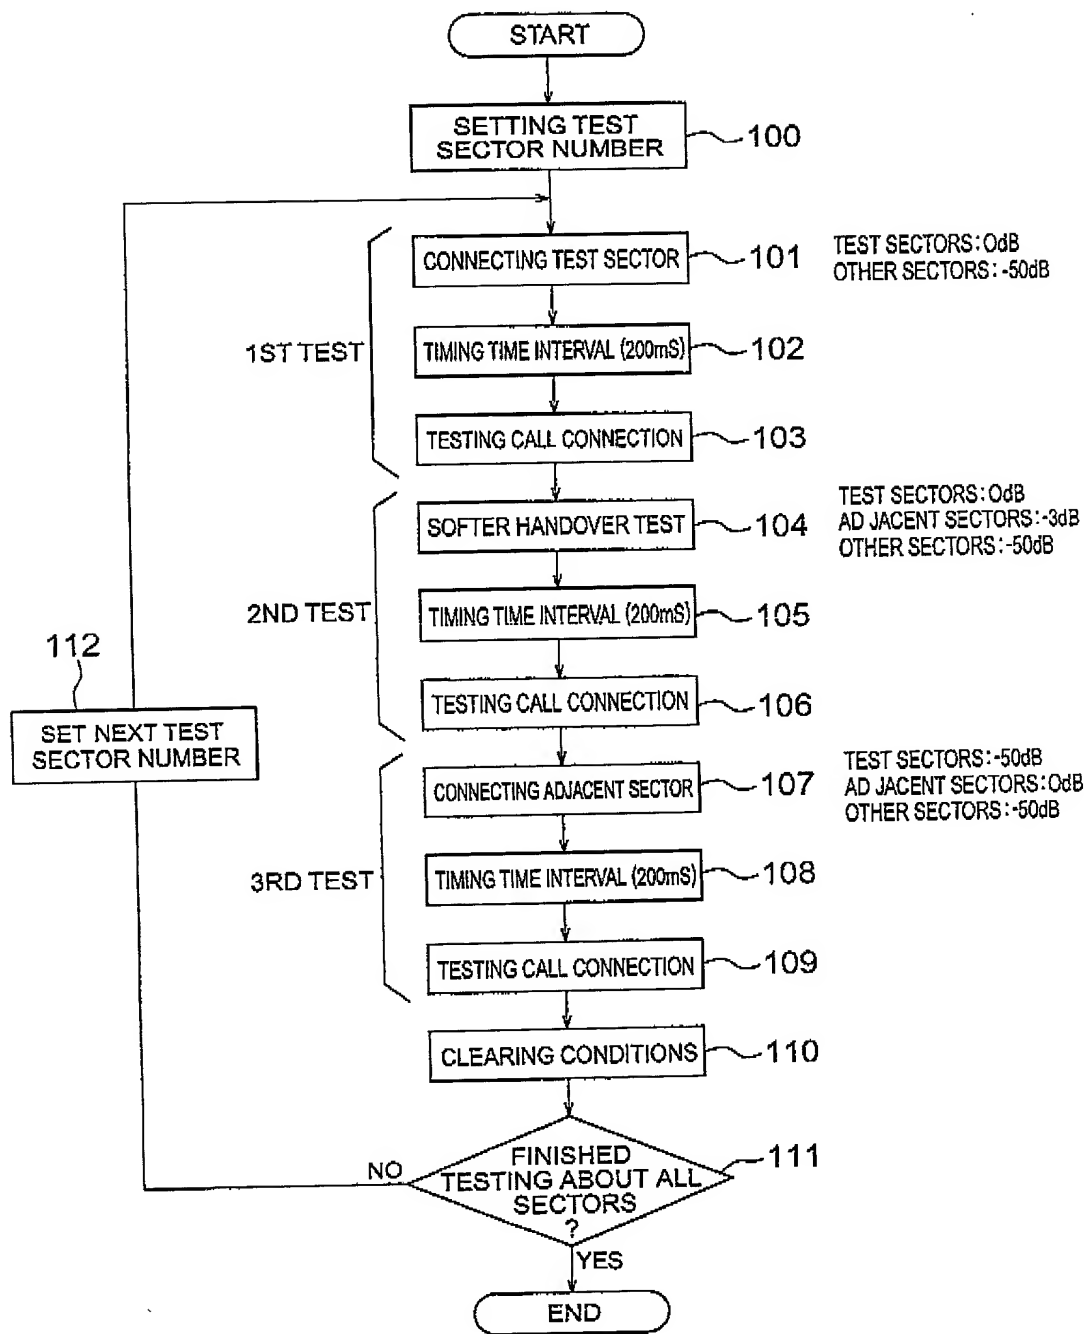 START
SETTING TEST
SECTOR NUMBER
100
CONNECTING TEST SECTOR
101
TEST SECTORS:0dB
OTHER SECTORS:-50dB
1ST TEST
TIMING TIME INTERVAL (200mS)
102
TESTING CALL CONNECTION
103
SOFTER HANDOVER TEST
104
TEST SECTORS:0dB
AD JACENT SECTORS:-3dB
OTHER SECTORS:-50dB
2ND TEST
TIMING TIME INTERVAL (200mS)
105
TESTING CALL CONNECTION
106
112
SET NEXT TEST
SECTOR NUMBER
CONNECTING ADJACENT SECTOR
107
TEST SECTORS:-50dB
AD JACENT SECTORS:0dB
OTHER SECTORS:-50dB
3RD TEST
TIMING TIME INTERVAL (200mS)
108
TESTING CALL CONNECTION
109
CLEARING CONDITIONS
110
FINISHED
TESTING ABOUT ALL
SECTORS
?
111
NO
YES
END